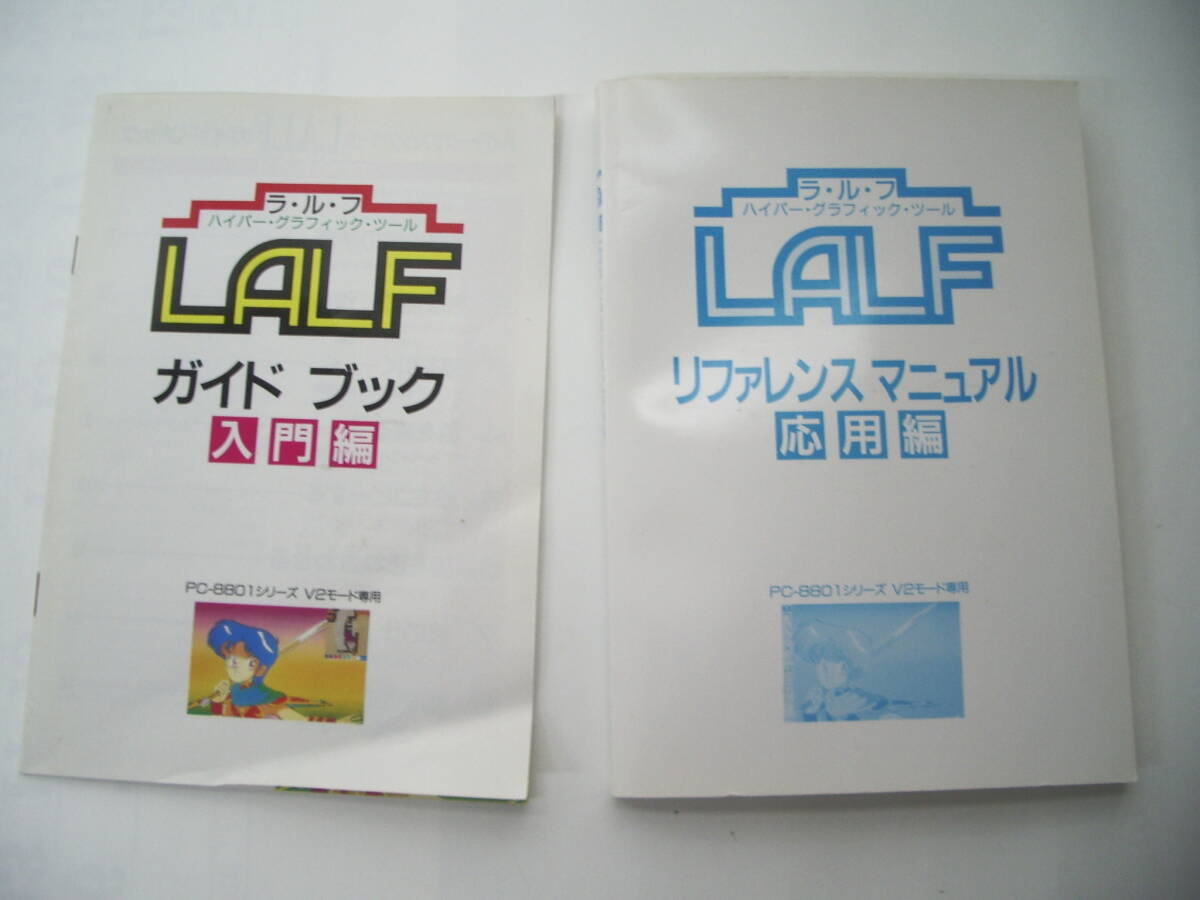 ラ・ル・フ
ハイパー・グラフィック・ツール
LALF
ガイド ブック
入門編
PC-8801シリーズ V2モード専用
ラ・ル・フ
ハイパー・グラフィック・ツール
LALF
リファレンス マニュアル
応用編
PC-8801シリーズ V2モード専用